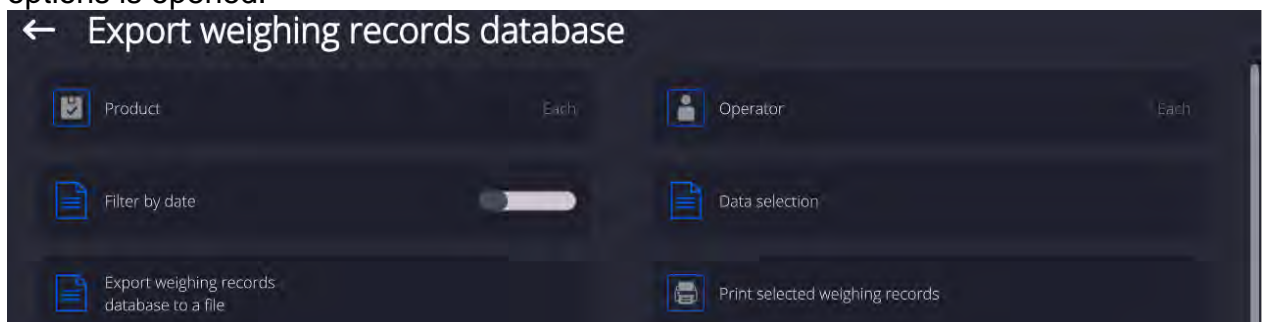 options is opened.
Export weighing records database
Product Each Operator Each
Filter by date Data selection
Export weighing records
database to a file
Print selected weighing records